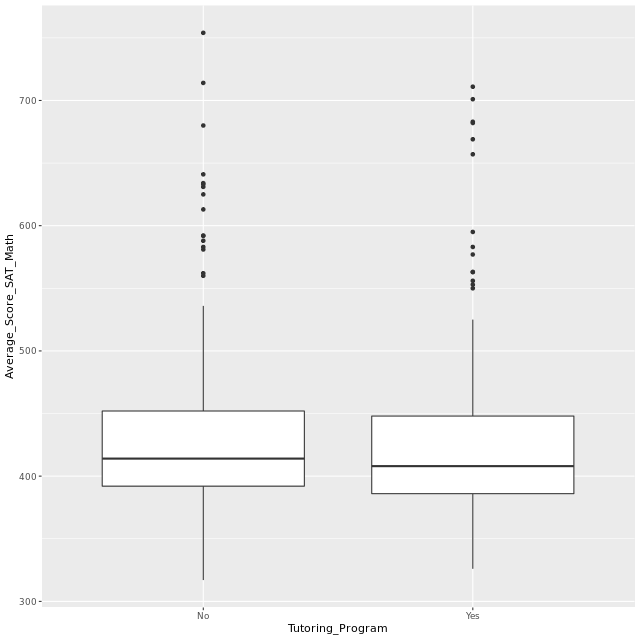 Average_Score_SAT_Math
700
600
500
400
300
No Yes
Tutoring_Program